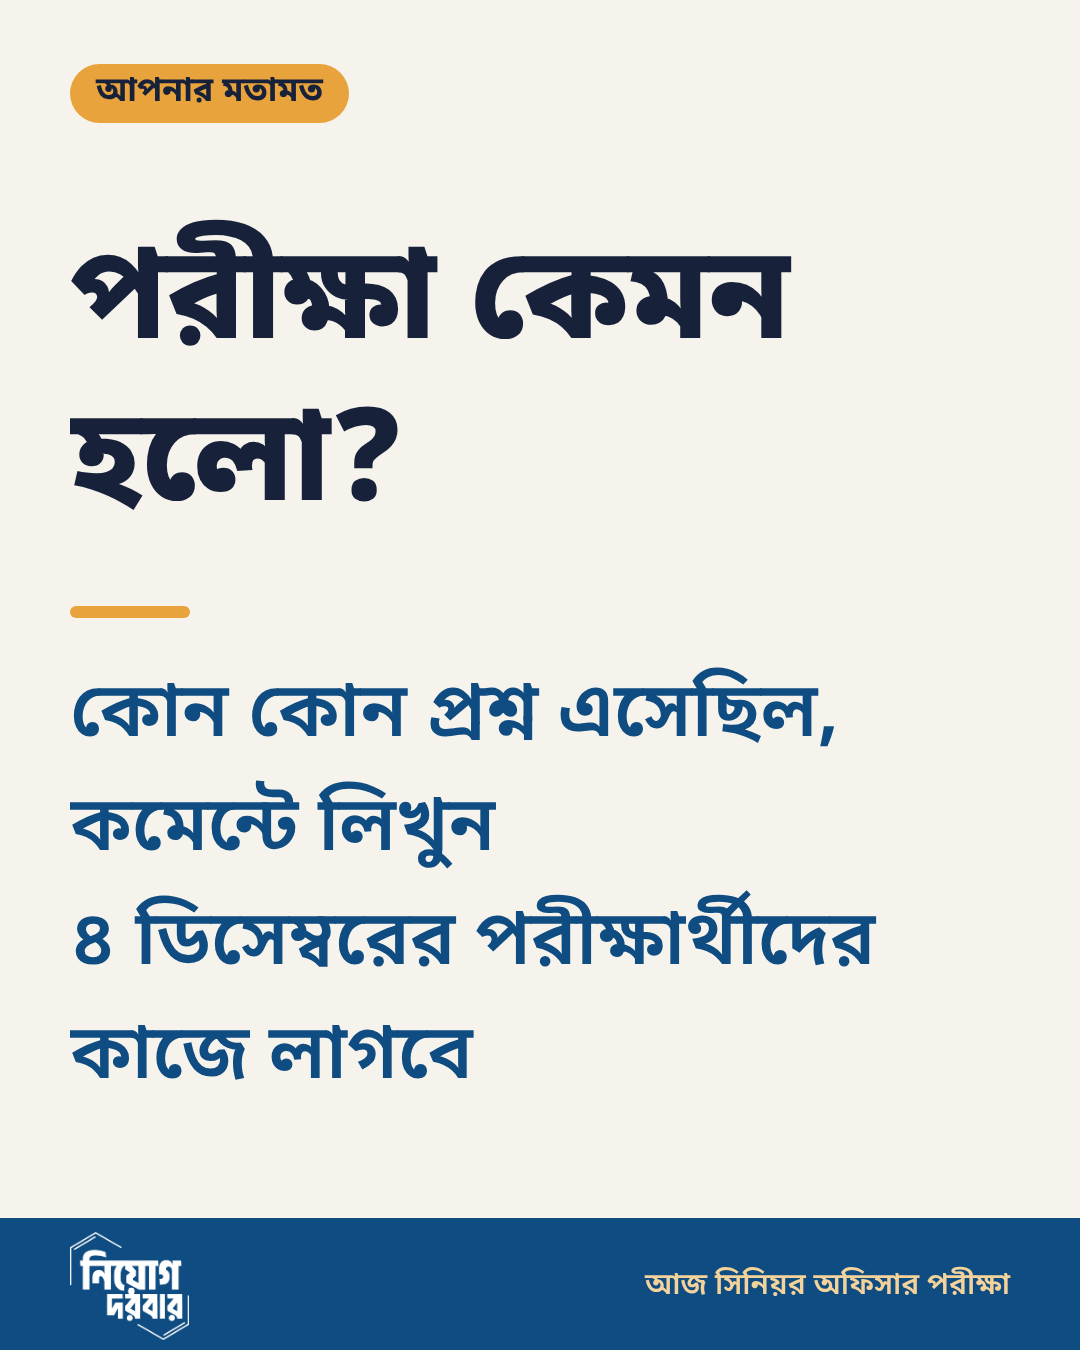 আপনার মতামত
পরীক্ষা কেমন
হলো?
কোন কোন প্রশ্ন এসেছিল,
কমেন্টে লিখুন
৪ ডিসেম্বরের পরীক্ষার্থীদের
কাজে লাগবে
নিয়োগ
দরবার
আজ সিনিয়র অফিসার পরীক্ষা